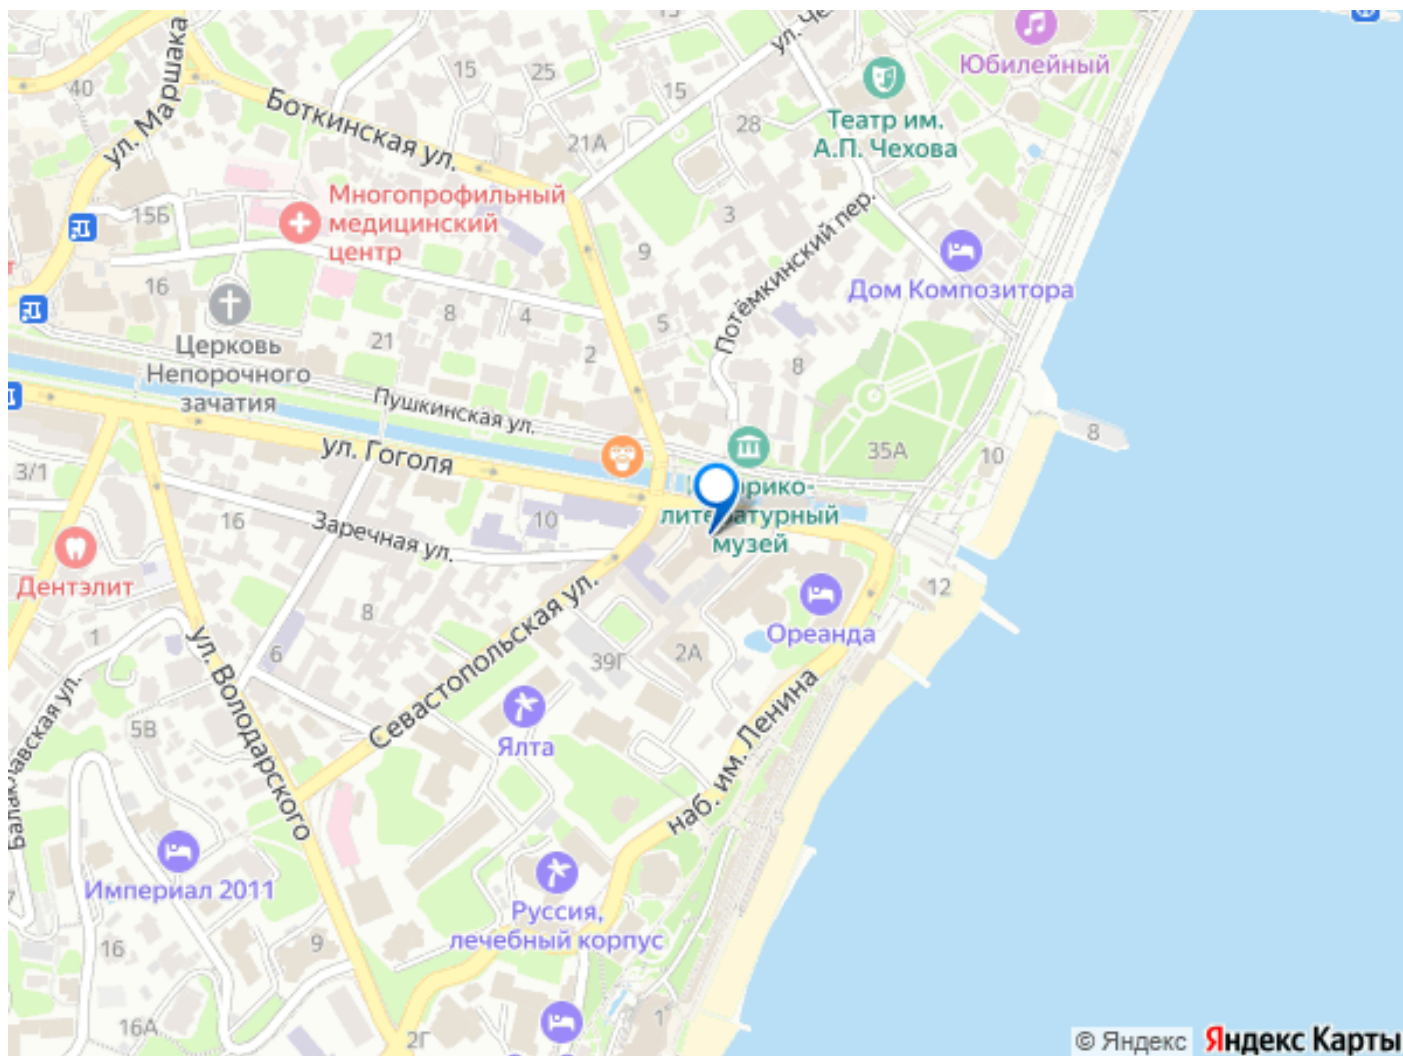 ул. Че
Юбилейный
ул. Маршака
40
15
25
15
Боткинская ул.
21А
28
Театр им.
А.П. Чехова
Многопрофильный
медицинский
центр
15Б
3
9
Потёмкинский пер.
Дом Композитора
16
8
4
5
21
2
8
Церковь
Непорочного
зачатия
Пушкинская ул.
ул. Гоголя
35А
10
8
3/1
16
Заречная ул.
10
литературный
музей
Дентэлит
12
Ореанда
8
1
6
39Г
2А
ул. Володарского
Севастопольская ул.
Ялта
наб. им. Ленина
5В
Империал 2011
Руссия,
лечебный корпус
16
9
16А
2Г
1
© Яндекс Яндекс Карты